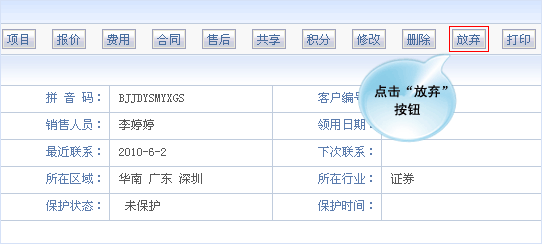 项目 报价 费用 合同 售后 共享 积分 修改 删除 放弃 打印
点击“放弃”
按钮
拼 音 码： BJJDYSMYXGS 客户编号
销售人员： 李婷婷 领用日期：
最近联系： 2010-6-2 下次联系：
所在区域： 华南 广东 深圳 所在行业： 证券
保护状态： 未保护 保护时间：